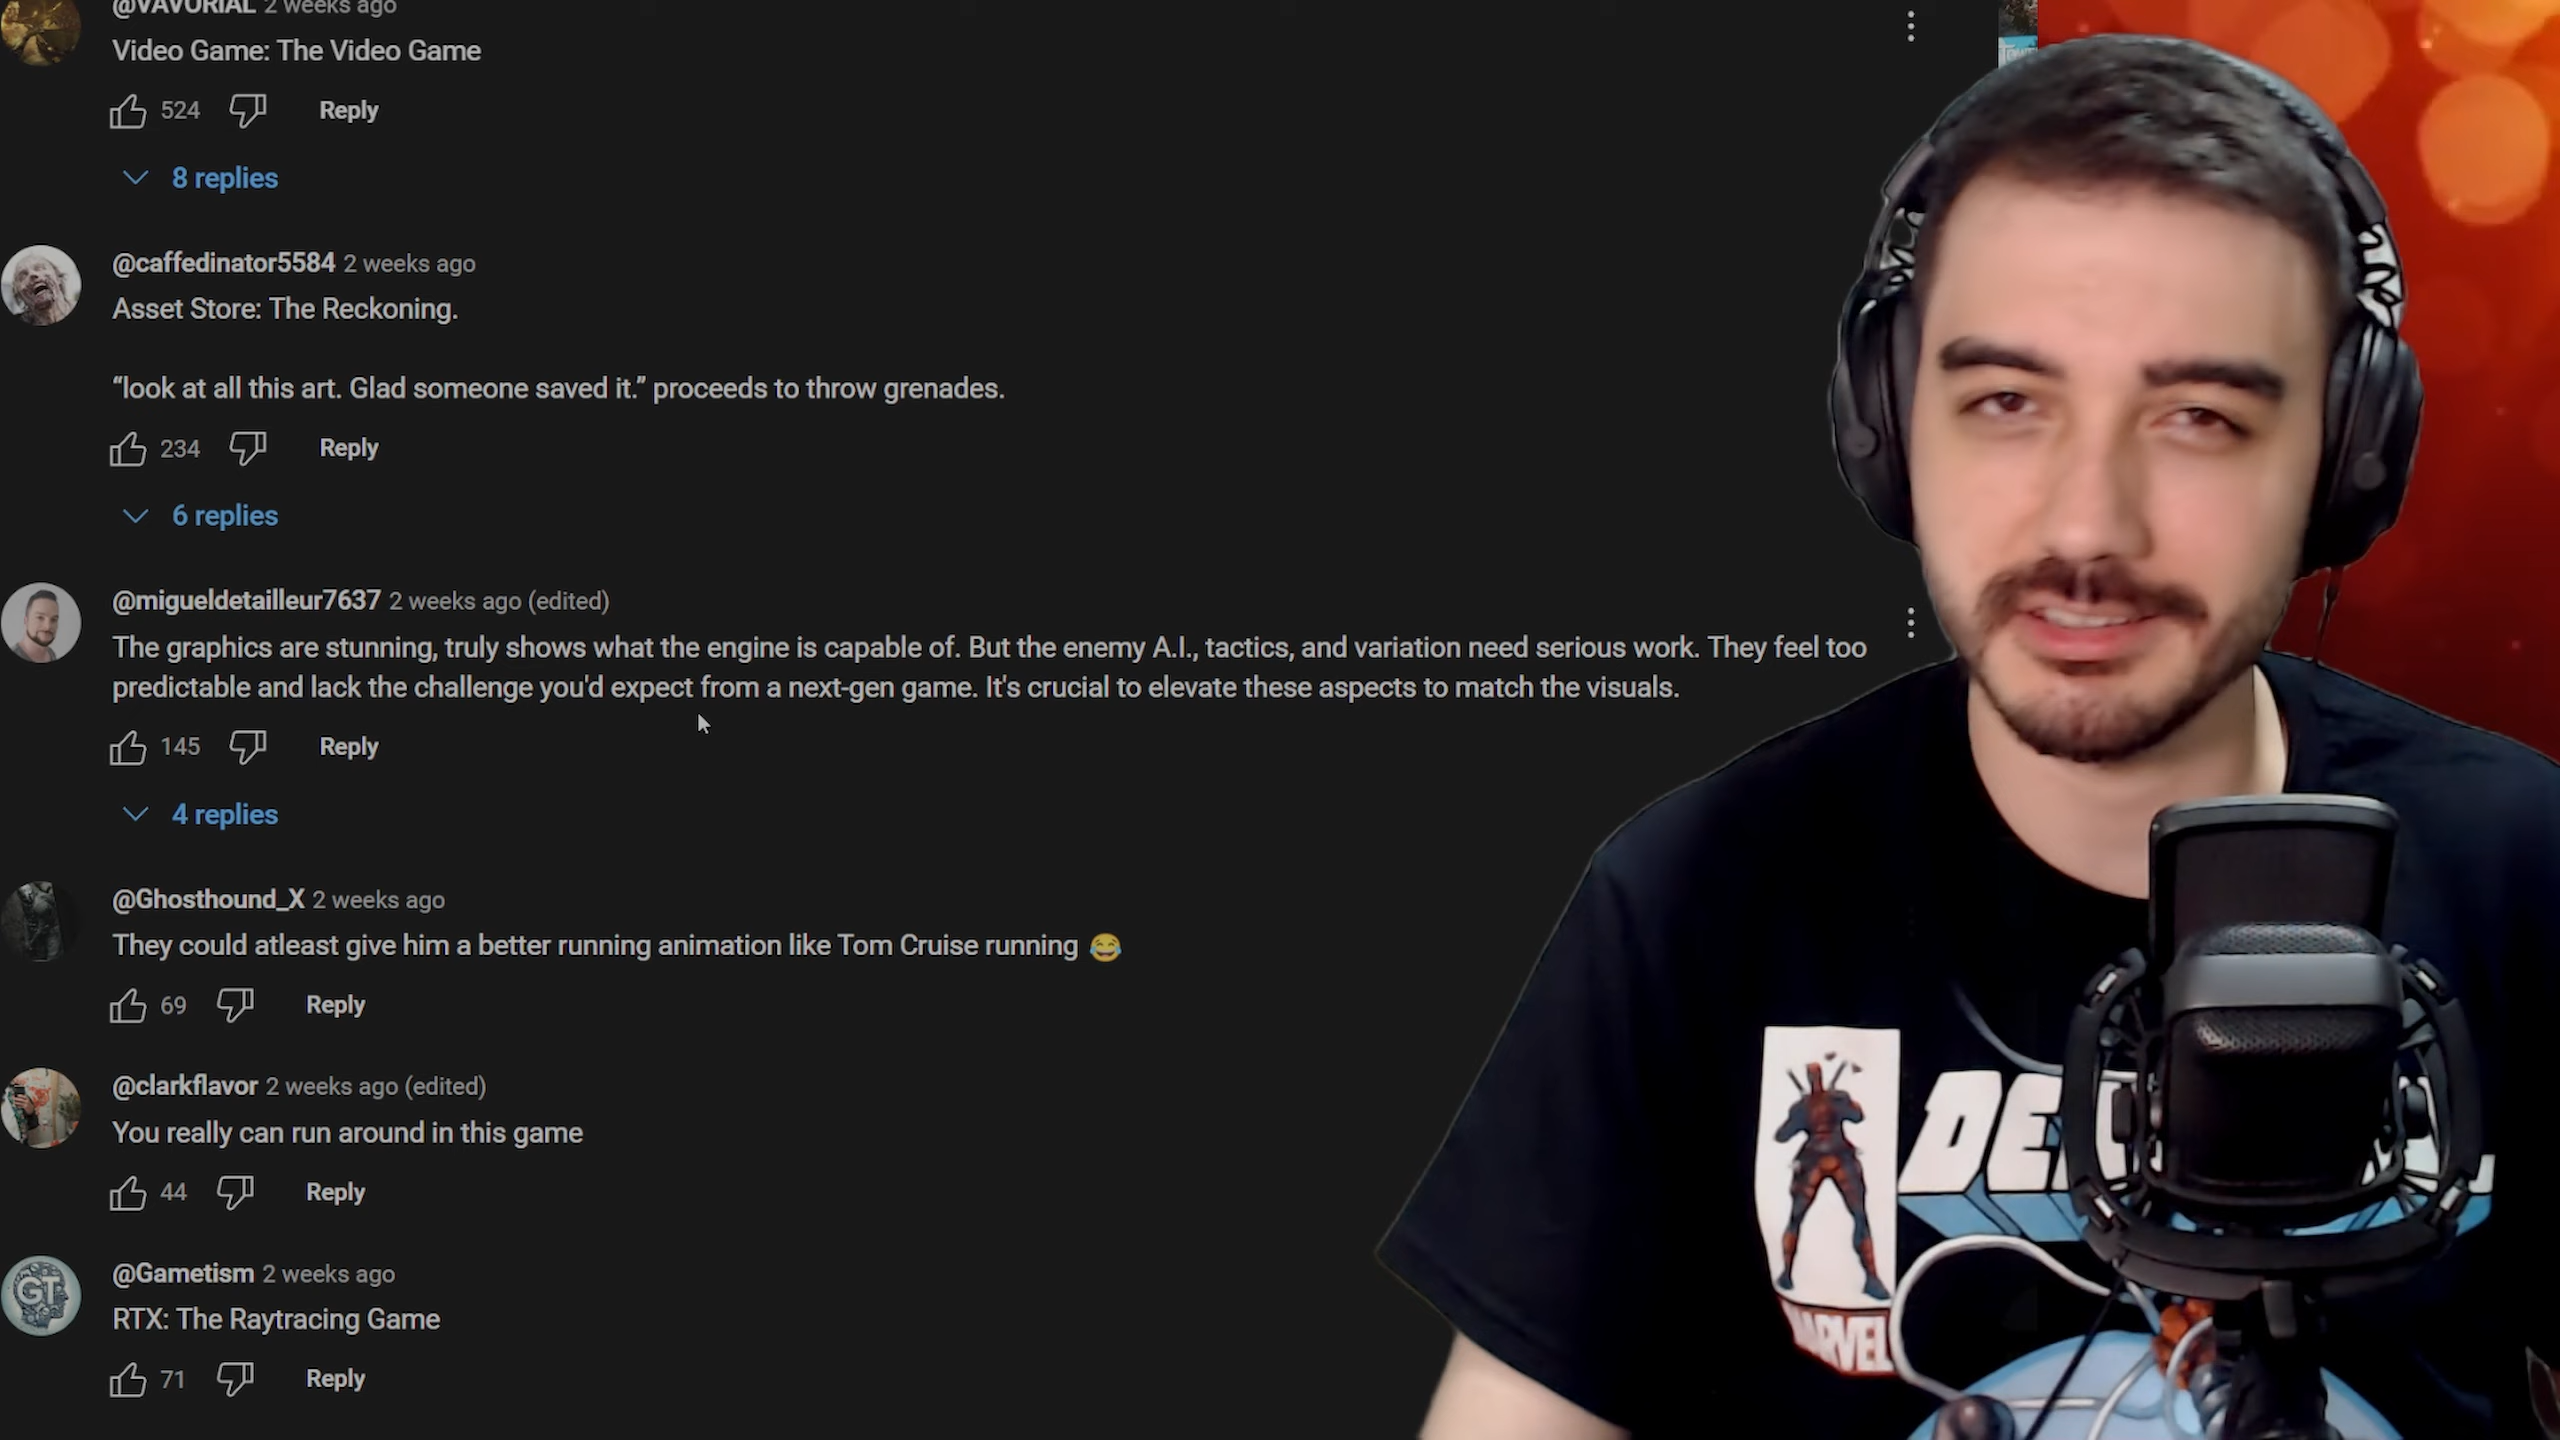 @VAVORIAL 2 weeks ago
Video Game: The Video Game
524 Reply
8 replies
@caffedinator5584 2 weeks ago
Asset Store: The Reckoning.
“look at all this art. Glad someone saved it.” proceeds to throw grenades.
234 Reply
6 replies
@migueldetailleur7637 2 weeks ago (edited)
The graphics are stunning, truly shows what the engine is capable of. But the enemy A.I., tactics, and variation need serious work. They feel too
predictable and lack the challenge you'd expect from a next-gen game. It's crucial to elevate these aspects to match the visuals.
145 Reply
4 replies
@Ghosthound_X 2 weeks ago
They could atleast give him a better running animation like Tom Cruise running 😂
69 Reply
@clarkflavor 2 weeks ago (edited)
You really can run around in this game
44 Reply
@Gametism 2 weeks ago
GT
RTX: The Raytracing Game
71 Reply
MARVEL